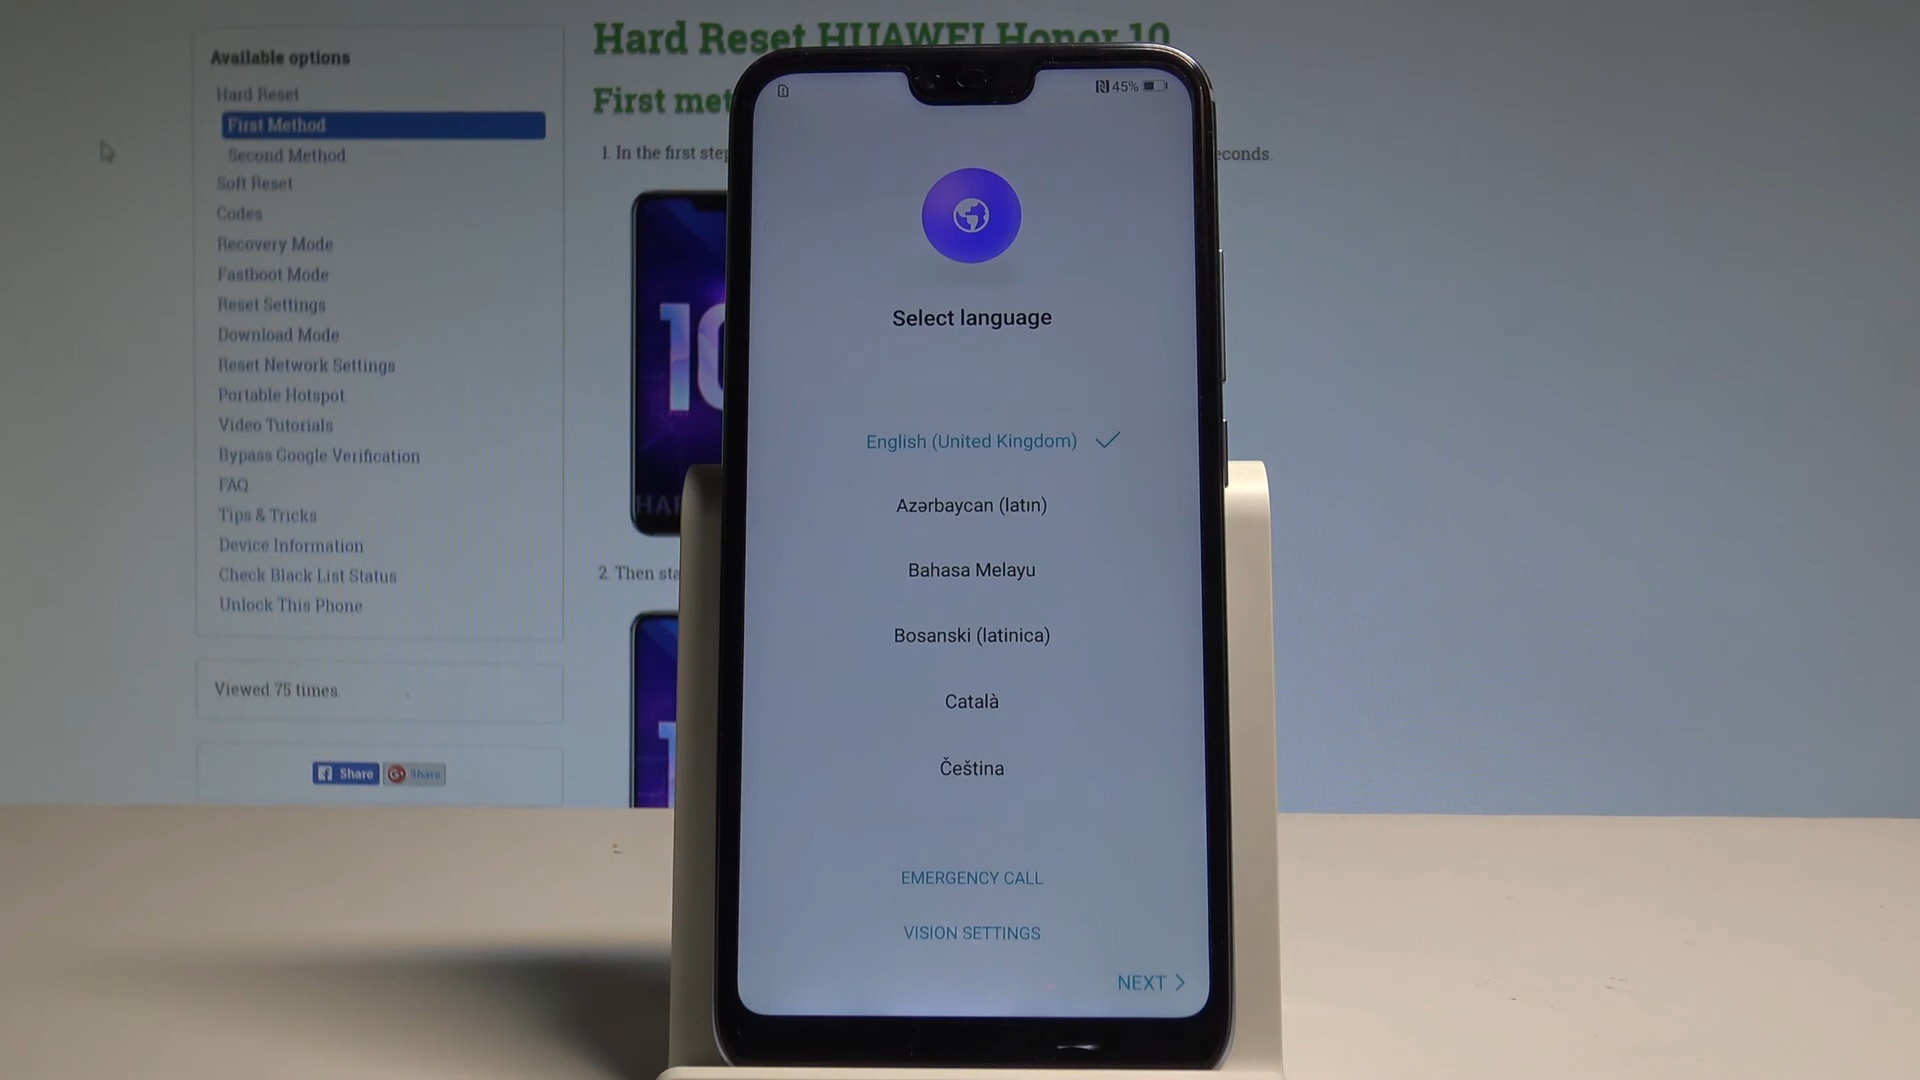 Available options
Hard Reset
First Method
Second Method
Soft Reset
Codes
Recovery Mode
Fastboot Mode
Reset Settings
Download Mode
Reset Network Settings
Portable Hotspot
Video Tutorials
Bypass Google Verification
FAQ
Tips & Tricks
Device Information
Check Black List Status
Unlock This Phone
Viewed 75 times.
Share
Share
Hard Reset HUAWEI Honor 10
First
1. In the first
10
2. Then
45%
Select language
English (United Kingdom)
Azərbaycan (latın)
Bahasa Melayu
Bosanski (latinica)
Català
Čeština
EMERGENCY CALL
VISION SETTINGS
NEXT